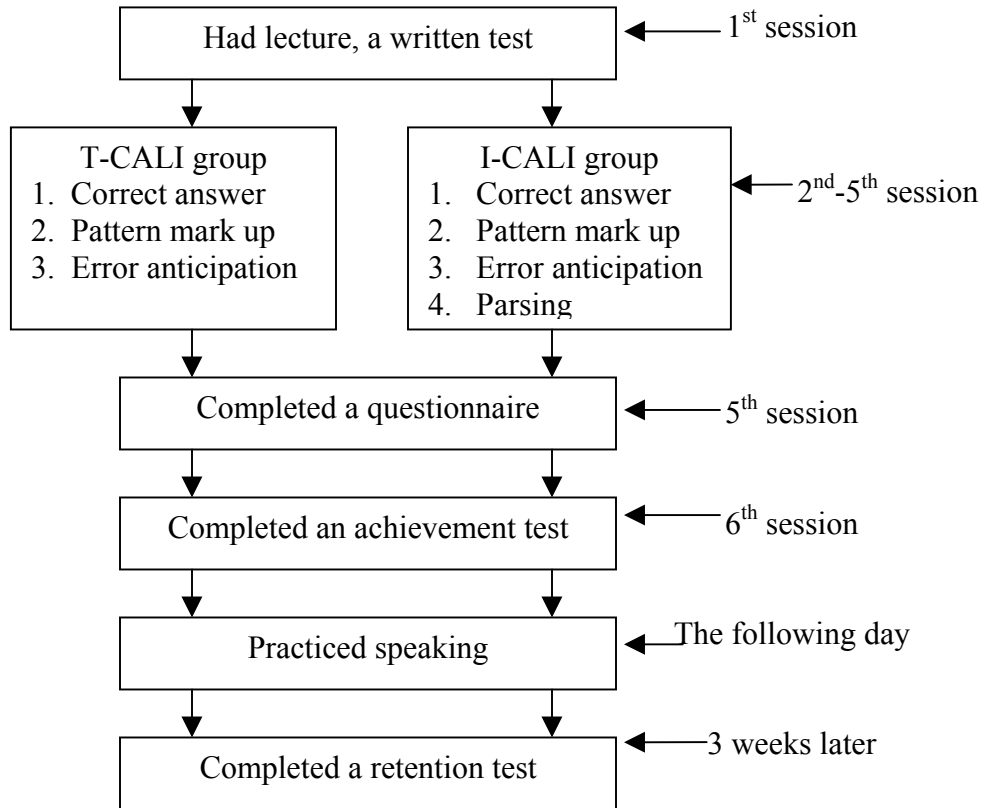 Had lecture, a written test
1st session
T-CALI group
1. Correct answer
2. Pattern mark up
3. Error anticipation
I-CALI group
1. Correct answer
2. Pattern mark up
3. Error anticipation
4. Parsing
2nd-5th session
Completed a questionnaire
5th session
Completed an achievement test
6th session
Practiced speaking
The following day
Completed a retention test
3 weeks later